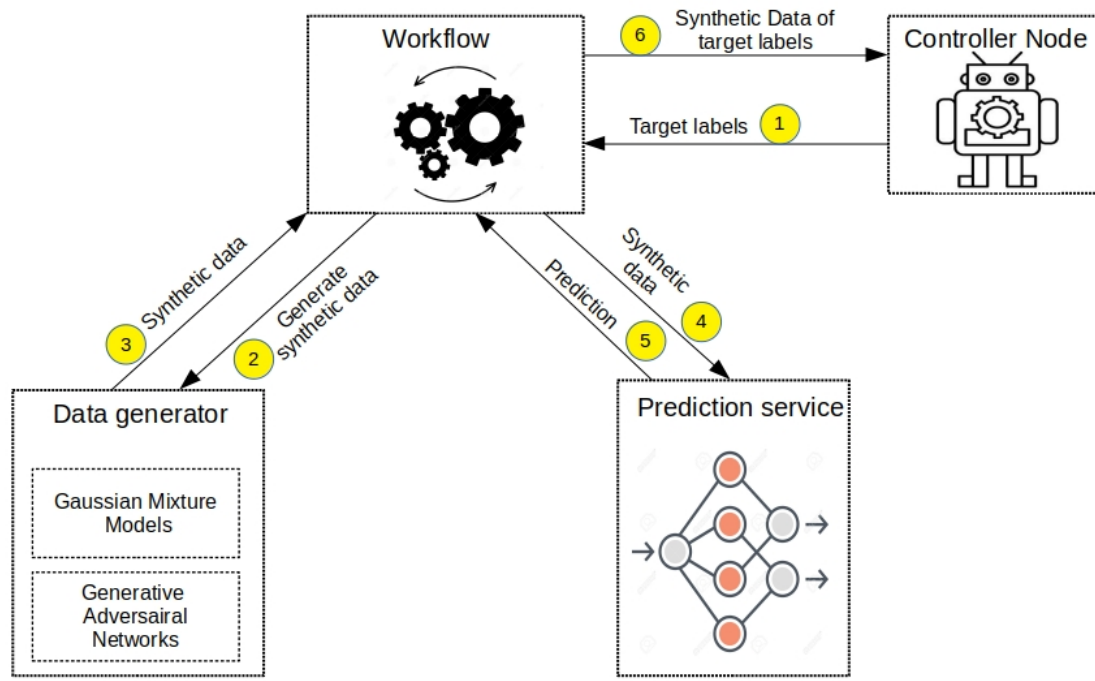 Workflow
6
Synthetic Data of
target labels
Controller Node
Target labels
1
Synthetic data
3
Generate
synthetic data
2
Synthetic
data
4
Prediction
5
Data generator
Gaussian Mixture
Models
Generative
Adversairal
Networks
Prediction service